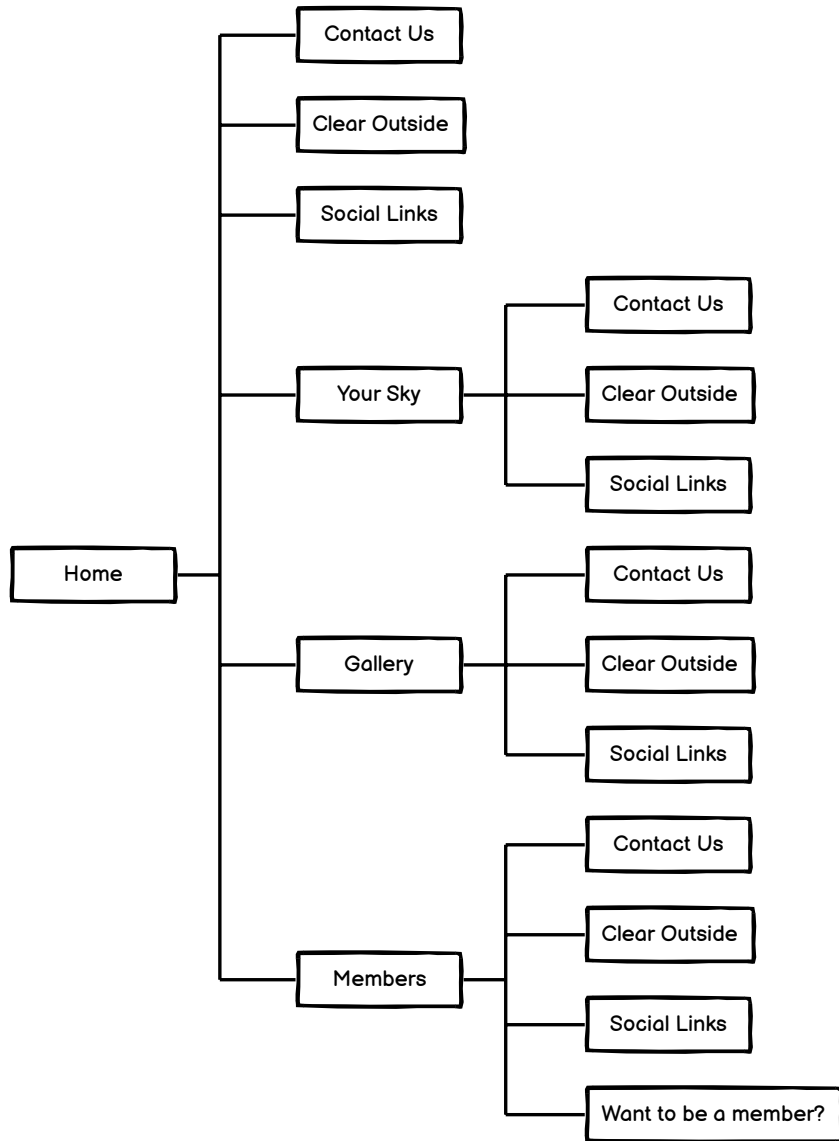 Contact Us
Clear Outside
Social Links
Contact Us
Your Sky
Clear Outside
Social Links
Home
Contact Us
Gallery
Clear Outside
Social Links
Contact Us
Clear Outside
Members
Social Links
Want to be a member?